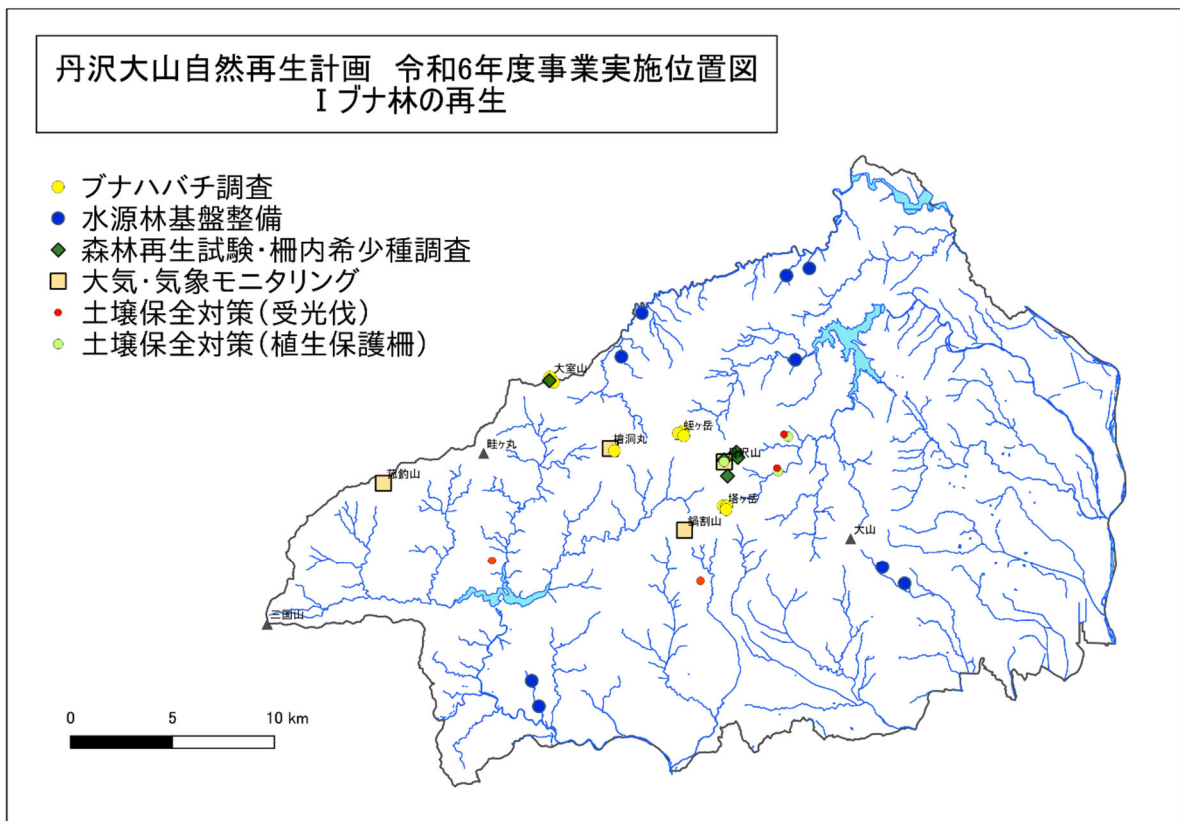 丹沢大山自然再生計画　令和6年度事業実施位置図
Ⅰ ブナ林の再生
ブナハバチ調査
水源林基盤整備
森林再生試験・柵内希少種調査
大気・気象モニタリング
土壌保全対策（受光伐）
土壌保全対策（植生保護柵）
大室山
畦ヶ丸
檜洞丸
蛭ヶ岳
丹沢山
菰釣山
塔ヶ岳
鍋割山
大山
三国山
0 5 10 km